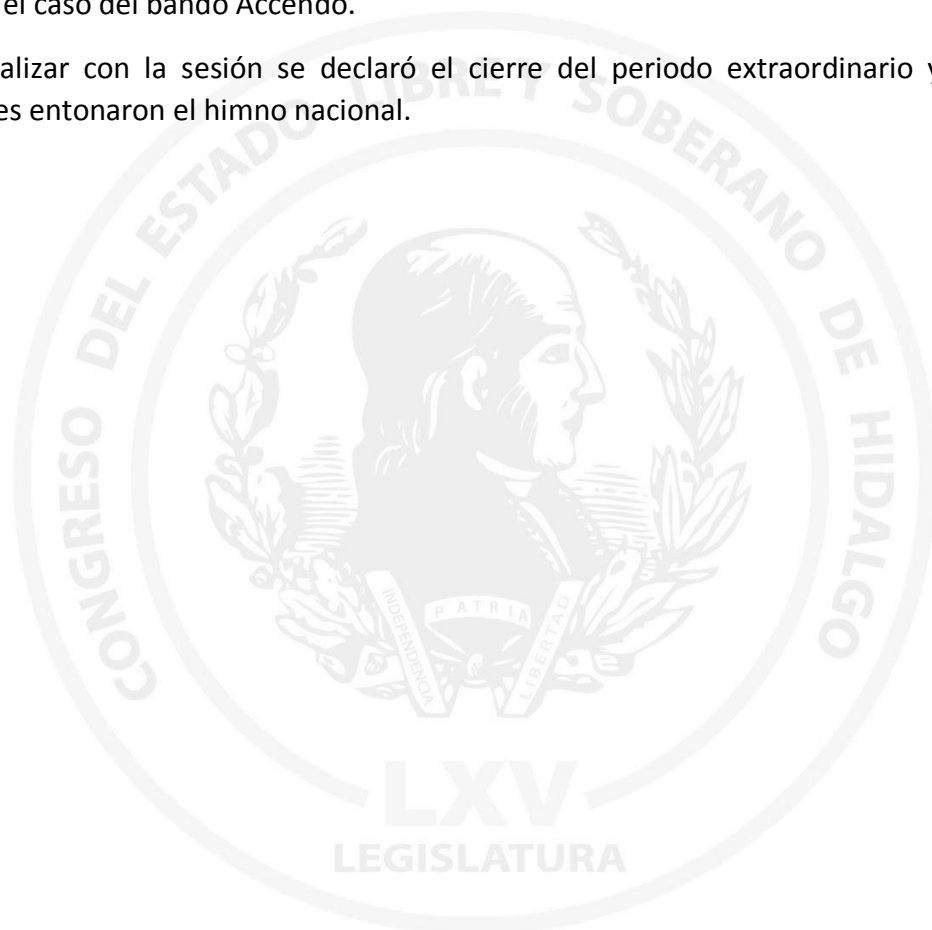 el caso del bando Accendo.
alizar con la sesión se declaró el cierre del periodo extraordinario y
es entonaron el himno nacional.
CONGRESO DEL ESTADO LIBRE Y SOBERANO DE HIDALGO
PATRIA
INDEPENDENCIA
LIBERTAD
LXV
LEGISLATURA